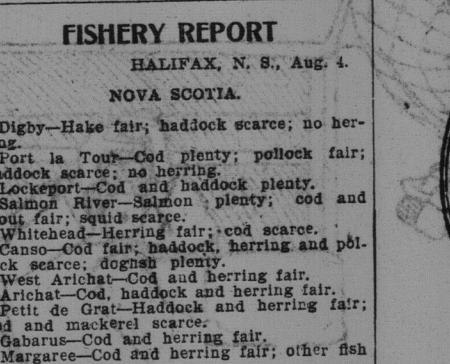 FISHERY REPORT
HALIFAX, N. S., Aug. 4.
NOVA SCOTIA.
Digby—Hake fair; haddock scarce; no her-
ng.
Port la Tour—Cod plenty; pollock fair;
ddock scarce; no herring.
Lockeport—Cod and haddock plenty.
Salmon River—Salmon plenty; cod and
out fair; squid scarce.
Whitehead—Herring fair; cod scarce.
Canso—Cod fair; haddock, herring and pol-
ck scarce; dogfish plenty.
West Arichat—Cod and herring fair.
Arichat—Cod, haddock and herring fair.
Petit de Grat—Haddock and herring fair;
d and mackerel scarce.
Gabarus—Cod and herring fair.
Margaree—Cod and herring fair; other fish